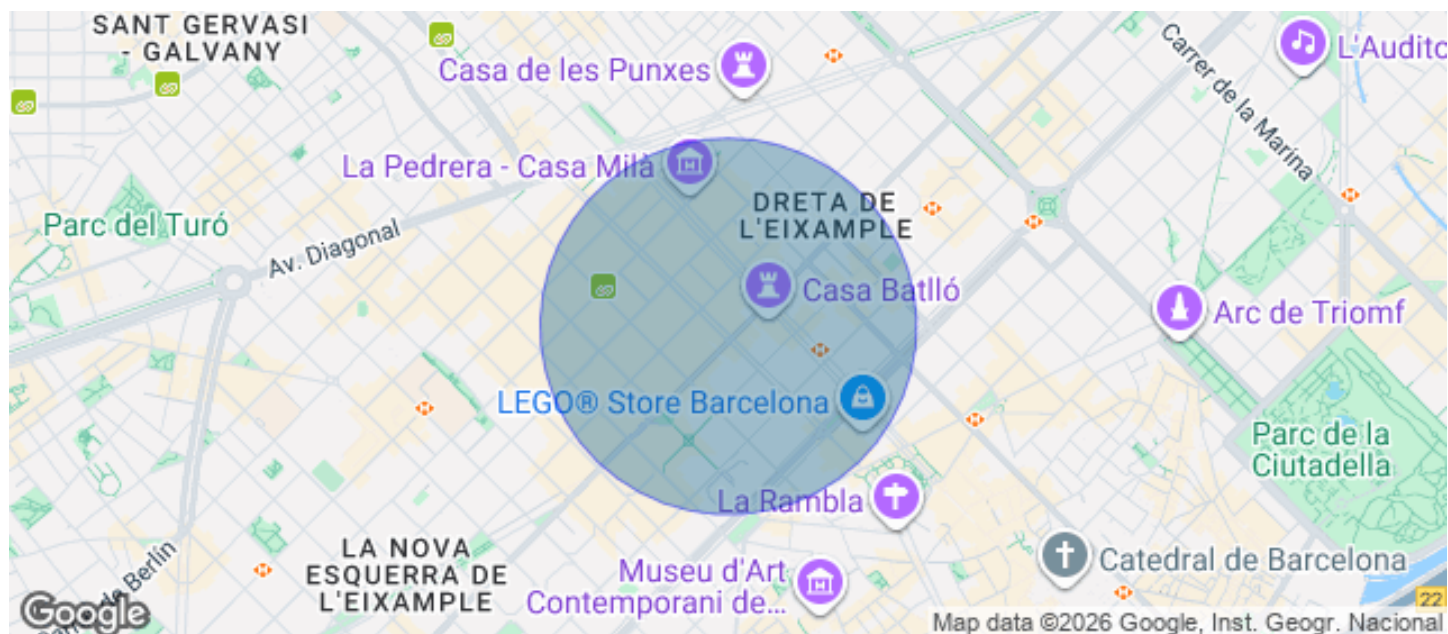 SANT GERVASI
- GALVANY
Casa de les Punxes
L'Audito
Carrer de la Marina
La Pedrera - Casa Milà
DRETA DE
L'EIXAMPLE
Parc del Turó
Av. Diagonal
Casa Batlló
Arc de Triomf
LEGO® Store Barcelona
Parc de la
Ciutadella
La Rambla
LA NOVA
ESQUERRA DE
L'EIXAMPLE
Museu d'Art
Contemporani de...
Catedral de Barcelona
de Berlín
22
Google
Map data ©2026 Google, Inst. Geogr. Nacional